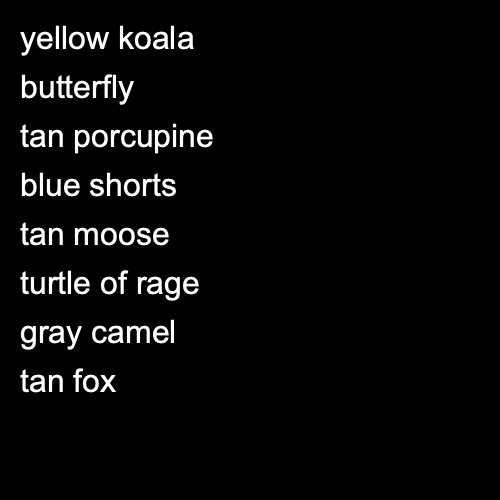 yellow koala
butterfly
tan porcupine
blue shorts
tan moose
turtle of rage
gray camel
tan fox